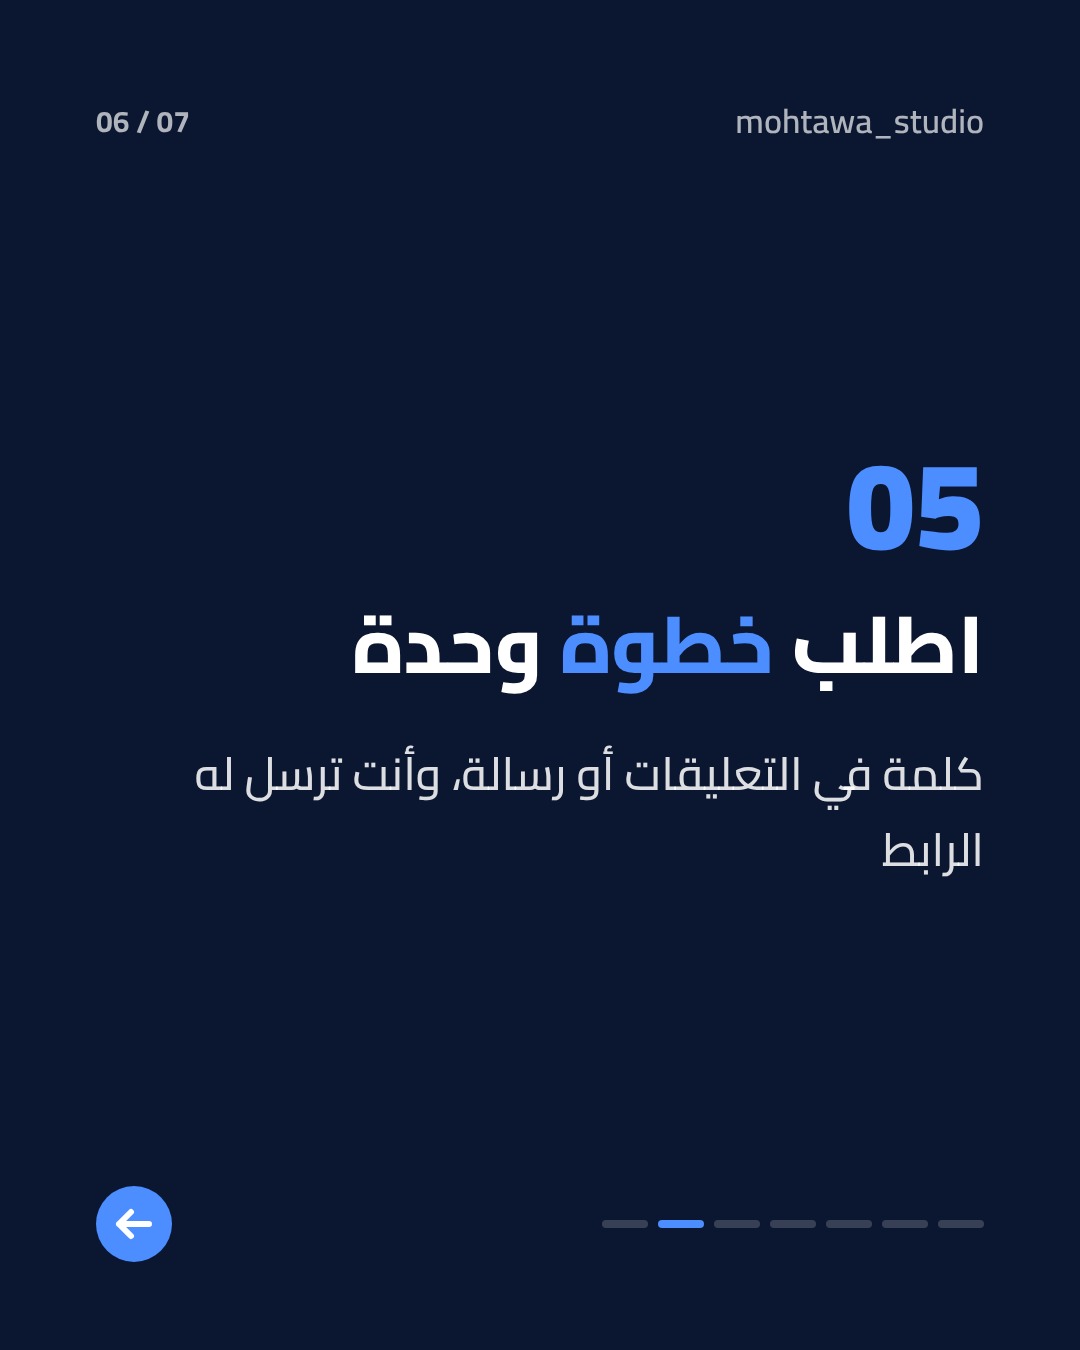 mohtawa_studio
06 / 07
05
اطلب خطوة وحدة
كلمة في التعليقات أو رسالة، وأنت ترسل له
الرابط